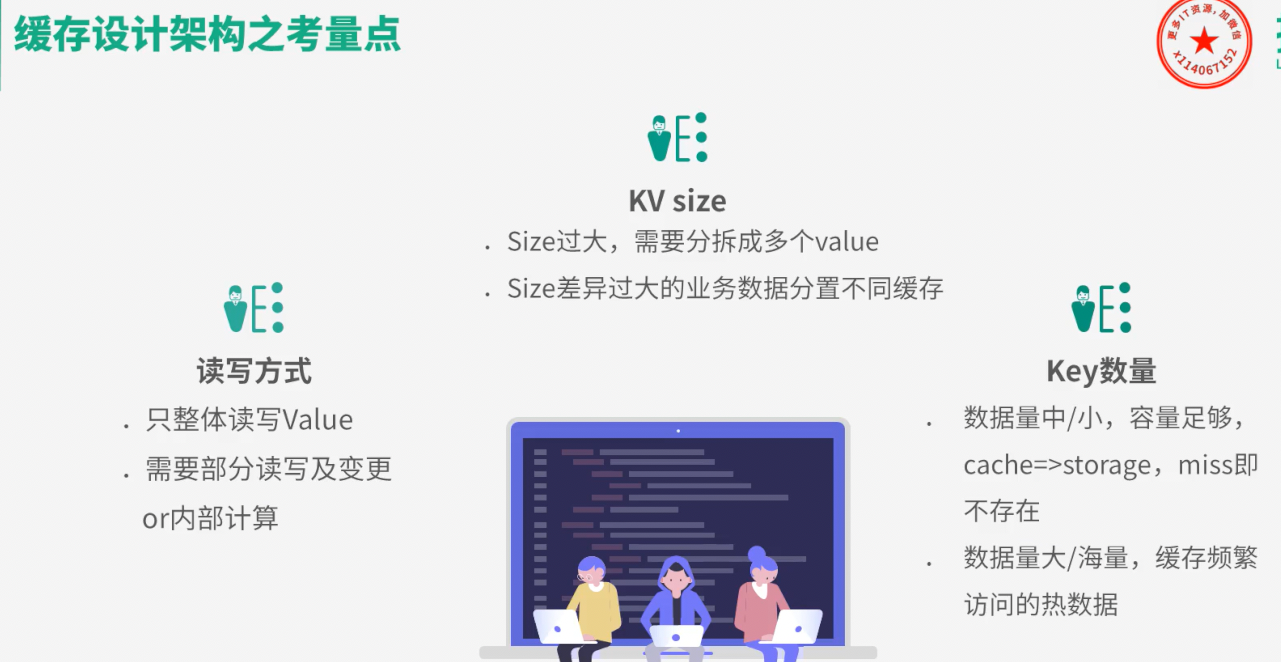 缓存设计架构之考量点
更多IT资源,加微信
x114067152
KV size
. Size过大，需要分拆成多个value
. Size差异过大的业务数据分置不同缓存
读写方式
. 只整体读写Value
. 需要部分读写及变更
or内部计算
Key数量
. 数据量中/小，容量足够，
cache=>storage，miss即
不存在
. 数据量大/海量，缓存频繁
访问的热数据